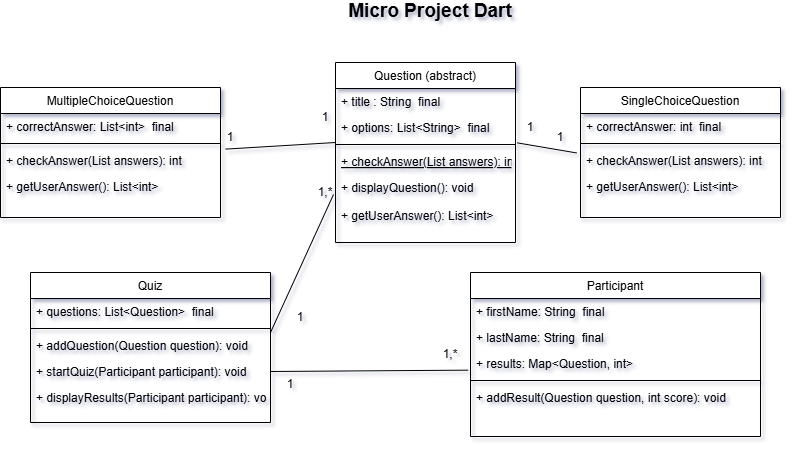 Micro Project Dart
MultipleChoiceQuestion
+ correctAnswer: List<int>  final
+ checkAnswer(List answers): int
+ getUserAnswer(): List<int>
1
1
Question (abstract)
+ title : String  final
+ options: List<String>  final
+ checkAnswer(List answers): in
+ displayQuestion(): void
+ getUserAnswer(): List<int>
1
1
SingleChoiceQuestion
+ correctAnswer: int  final
+ checkAnswer(List answers): int
+ getUserAnswer(): List<int>
1,*
1
Quiz
+ questions: List<Question>  final
+ addQuestion(Question question): void
+ startQuiz(Participant participant): void
+ displayResults(Participant participant): vo
1
1,*
Participant
+ firstName: String  final
+ lastName: String  final
+ results: Map<Question, int>
+ addResult(Question question, int score): void